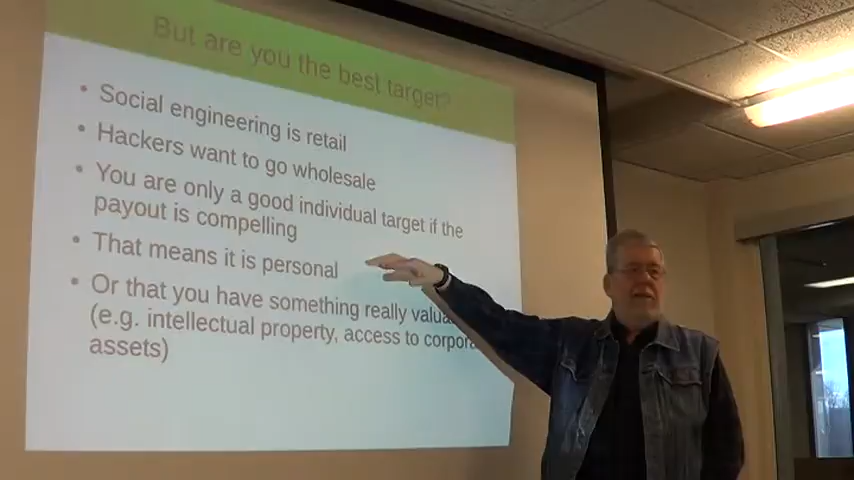 But are you the best target?
• Social engineering is retail
• Hackers want to go wholesale
• You are only a good individual target if the
payout is compelling
• That means it is personal
• Or that you have something really valua
(e.g. intellectual property, access to corpora
assets)